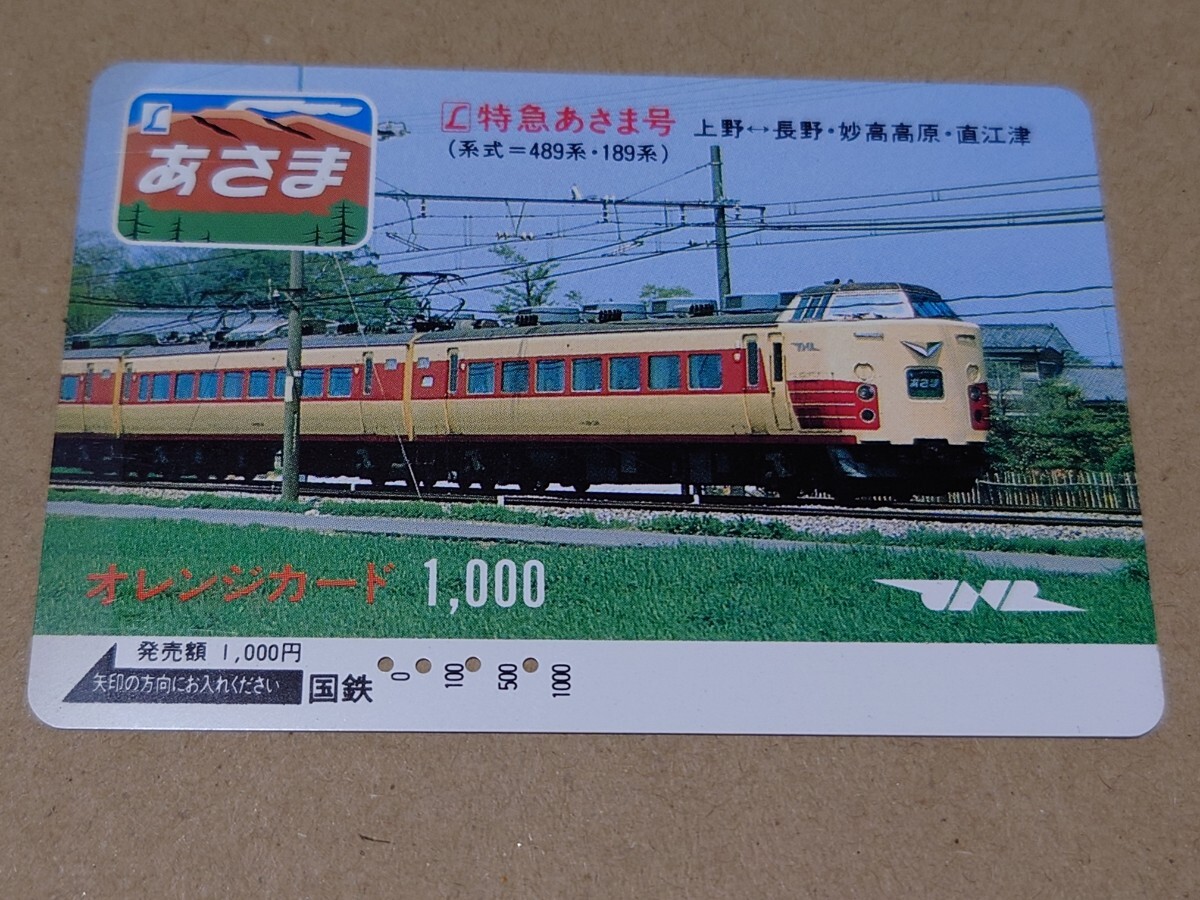 L
あさま
L特急あさま号 上野↔長野・妙高高原・直江津
(系式=489系・189系)
あさま
オレンジカード 1,000
JNR
発売額 1,000円
矢印の方向にお入れください
国鉄
0 100 500 1000